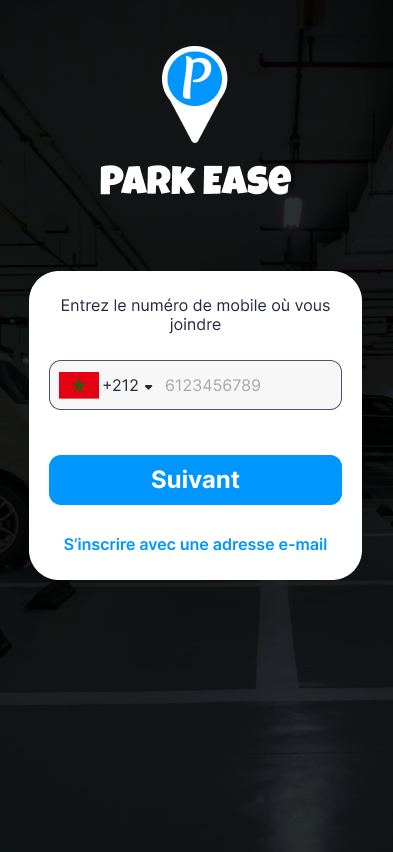 P
PARK EASe
Entrez le numéro de mobile où vous
joindre
+212 6123456789
Suivant
S'inscrire avec une adresse e-mail